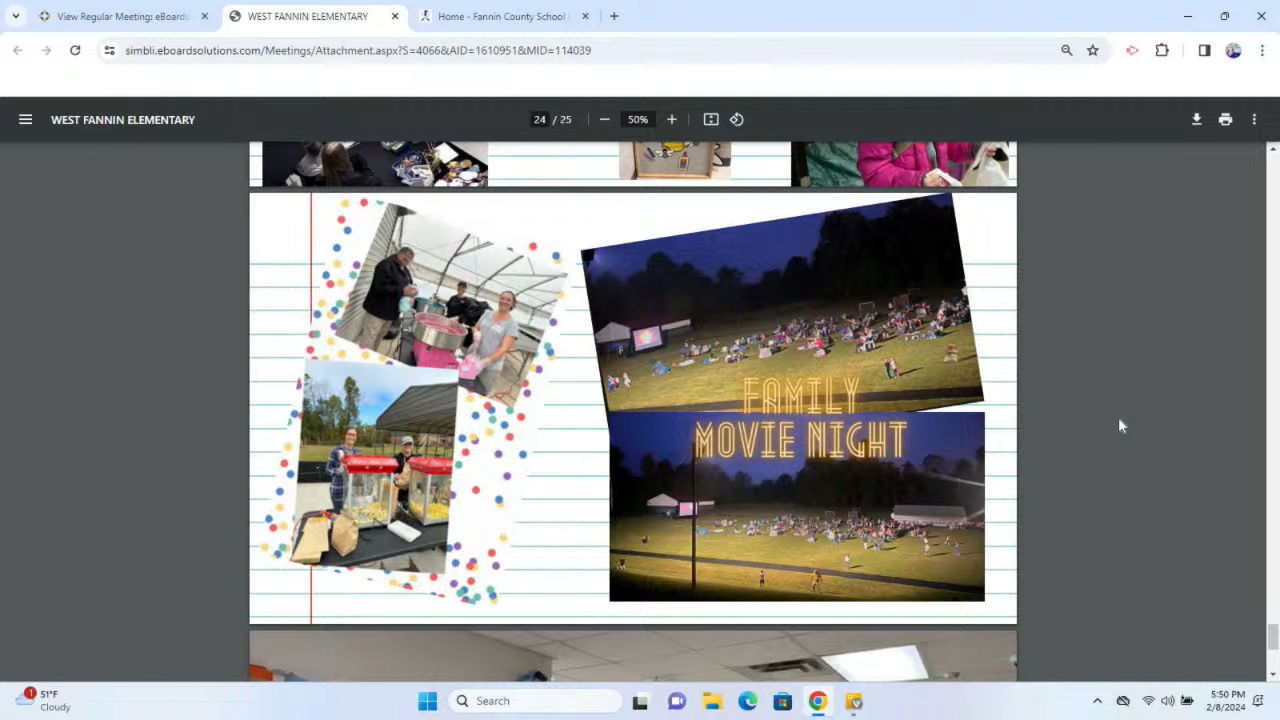 View Regular Meeting: eBoards
WEST FANNIN ELEMENTARY
Home - Fannin County School
simbli.eboardsolutions.com/Meetings/Attachment.aspx?S=4066&AID=1610951&MID=114039
WEST FANNIN ELEMENTARY
24 / 25
50%
FAMILY
MOVIE NIGHT
1
51°F
Cloudy
Search
5:50 PM
2/8/2024